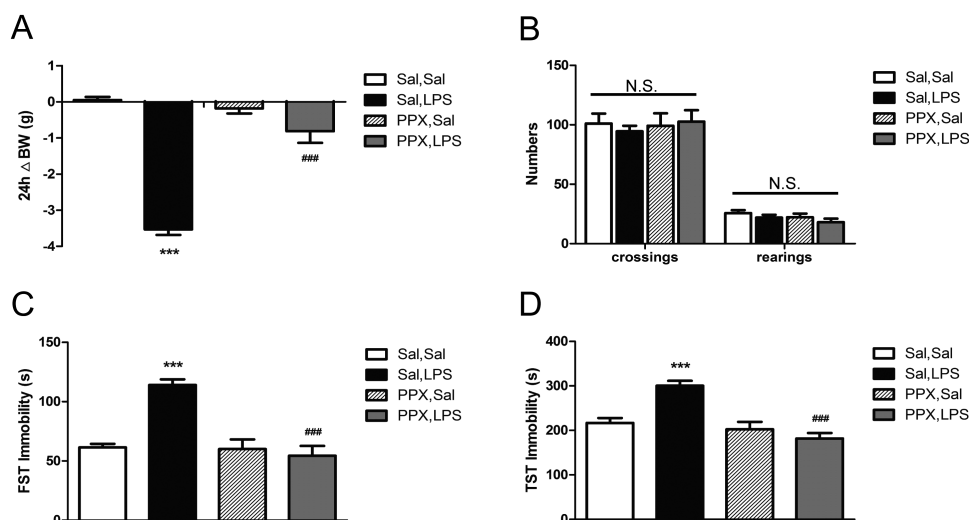 A
24h △ BW (g)
1
0
-1
-2
-3
-4
***
###
Sal,Sal
Sal,LPS
PPX,Sal
PPX,LPS
B
Numbers
150
100
50
0
N.S.
N.S.
crossings
rearings
Sal,Sal
Sal,LPS
PPX,Sal
PPX,LPS
C
FST Immobility (s)
150
100
50
0
***
###
Sal,Sal
Sal,LPS
PPX,Sal
PPX,LPS
D
TST Immobility (s)
400
300
200
100
0
***
###
Sal,Sal
Sal,LPS
PPX,Sal
PPX,LPS